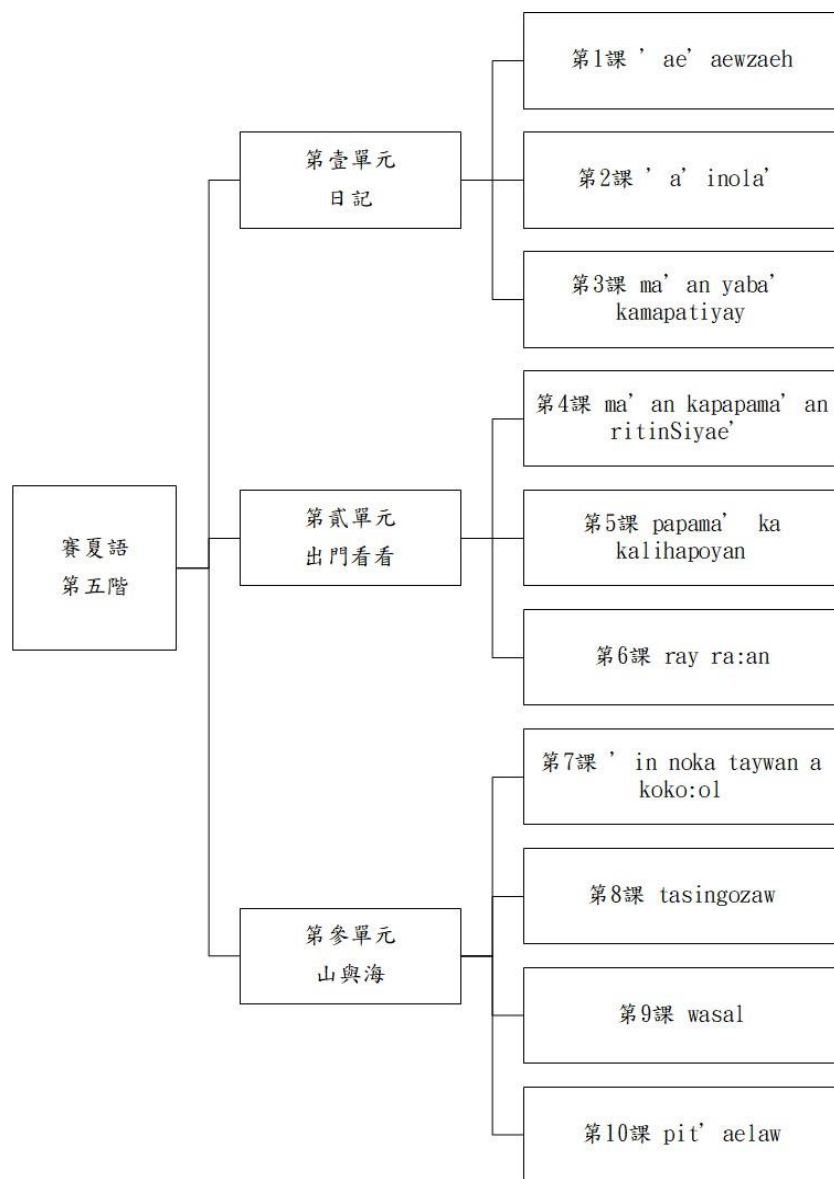 賽夏語
第五階
第壹單元
日記
第1課 ’ae’aewzaeh
第2課 ’a’inola’
第3課 ma’an yaba’
kamapatiyay
第貳單元
出門看看
第4課 ma’an kapapama’an
ritinSiyae’
第5課 papama’ ka
kalihapoyan
第6課 ray ra:an
第參單元
山與海
第7課 ’in noka taywan a
koko:ol
第8課 tasingozaw
第9課 wasal
第10課 pit’aelaw